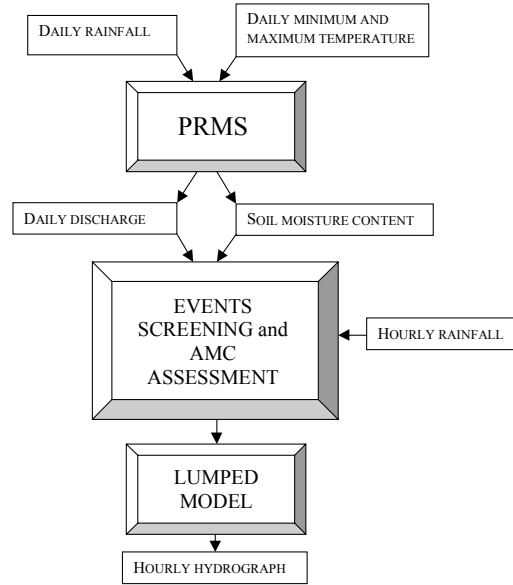 DAILY RAINFALL
DAILY MINIMUM AND
MAXIMUM TEMPERATURE
PRMS
DAILY DISCHARGE
SOIL MOISTURE CONTENT
EVENTS
SCREENING and
AMC
ASSESSMENT
HOURLY RAINFALL
LUMPED
MODEL
HOURLY HYDROGRAPH